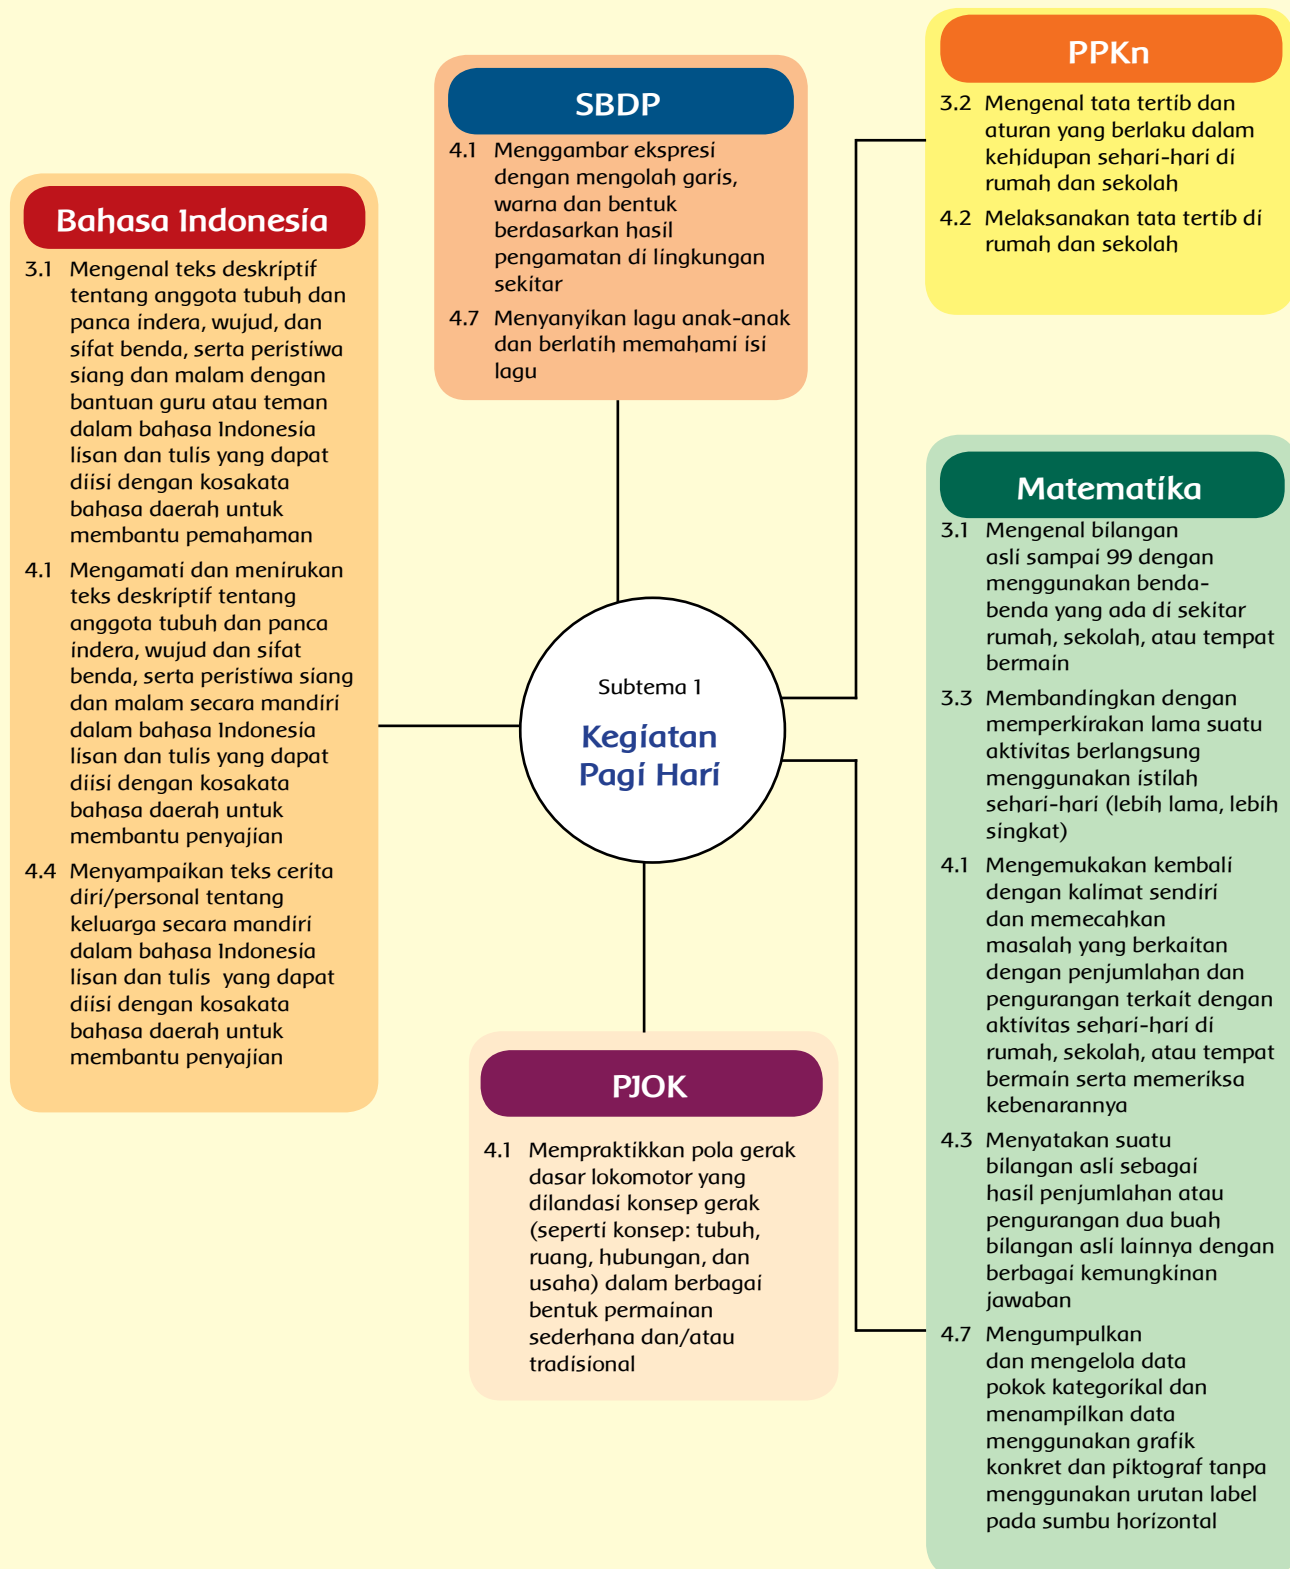 Bahasa Indonesia
3.1 Mengenal teks deskriptif
tentang anggota tubuh dan
panca indera, wujud, dan
sifat benda, serta peristiwa
siang dan malam dengan
bantuan guru atau teman
dalam bahasa Indonesia
lisan dan tulis yang dapat
diisi dengan kosakata
bahasa daerah untuk
membantu pemahaman
4.1 Mengamati dan menirukan
teks deskriptif tentang
anggota tubuh dan panca
indera, wujud dan sifat
benda, serta peristiwa siang
dan malam secara mandiri
dalam bahasa Indonesia
lisan dan tulis yang dapat
diisi dengan kosakata
bahasa daerah untuk
membantu penyajian
4.4 Menyampaikan teks cerita
diri/personal tentang
keluarga secara mandiri
dalam bahasa Indonesia
lisan dan tulis yang dapat
diisi dengan kosakata
bahasa daerah untuk
membantu penyajian
SBDP
4.1 Menggambar ekspresi
dengan mengolah garis,
warna dan bentuk
berdasarkan hasil
pengamatan di lingkungan
sekitar
4.7 Menyanyikan lagu anak-anak
dan berlatih memahami isi
lagu
Subtema 1
Kegiatan
Pagi Hari
PJOK
4.1 Mempraktikkan pola gerak
dasar lokomotor yang
dilandasi konsep gerak
(seperti konsep: tubuh,
ruang, hubungan, dan
usaha) dalam berbagai
bentuk permainan
sederhana dan/atau
tradisional
PPKn
3.2 Mengenal tata tertib dan
aturan yang berlaku dalam
kehidupan sehari-hari di
rumah dan sekolah
4.2 Melaksanakan tata tertib di
rumah dan sekolah
Matematika
3.1 Mengenal bilangan
asli sampai 99 dengan
menggunakan benda-
benda yang ada di sekitar
rumah, sekolah, atau tempat
bermain
3.3 Membandingkan dengan
memperkirakan lama suatu
aktivitas berlangsung
menggunakan istilah
sehari-hari (lebih lama, lebih
singkat)
4.1 Mengemukakan kembali
dengan kalimat sendiri
dan memecahkan
masalah yang berkaitan
dengan penjumlahan dan
pengurangan terkait dengan
aktivitas sehari-hari di
rumah, sekolah, atau tempat
bermain serta memeriksa
kebenarannya
4.3 Menyatakan suatu
bilangan asli sebagai
hasil penjumlahan atau
pengurangan dua buah
bilangan asli lainnya dengan
berbagai kemungkinan
jawaban
4.7 Mengumpulkan
dan mengelola data
pokok kategorikal dan
menampilkan data
menggunakan grafik
konkret dan piktograf tanpa
menggunakan urutan label
pada sumbu horizontal